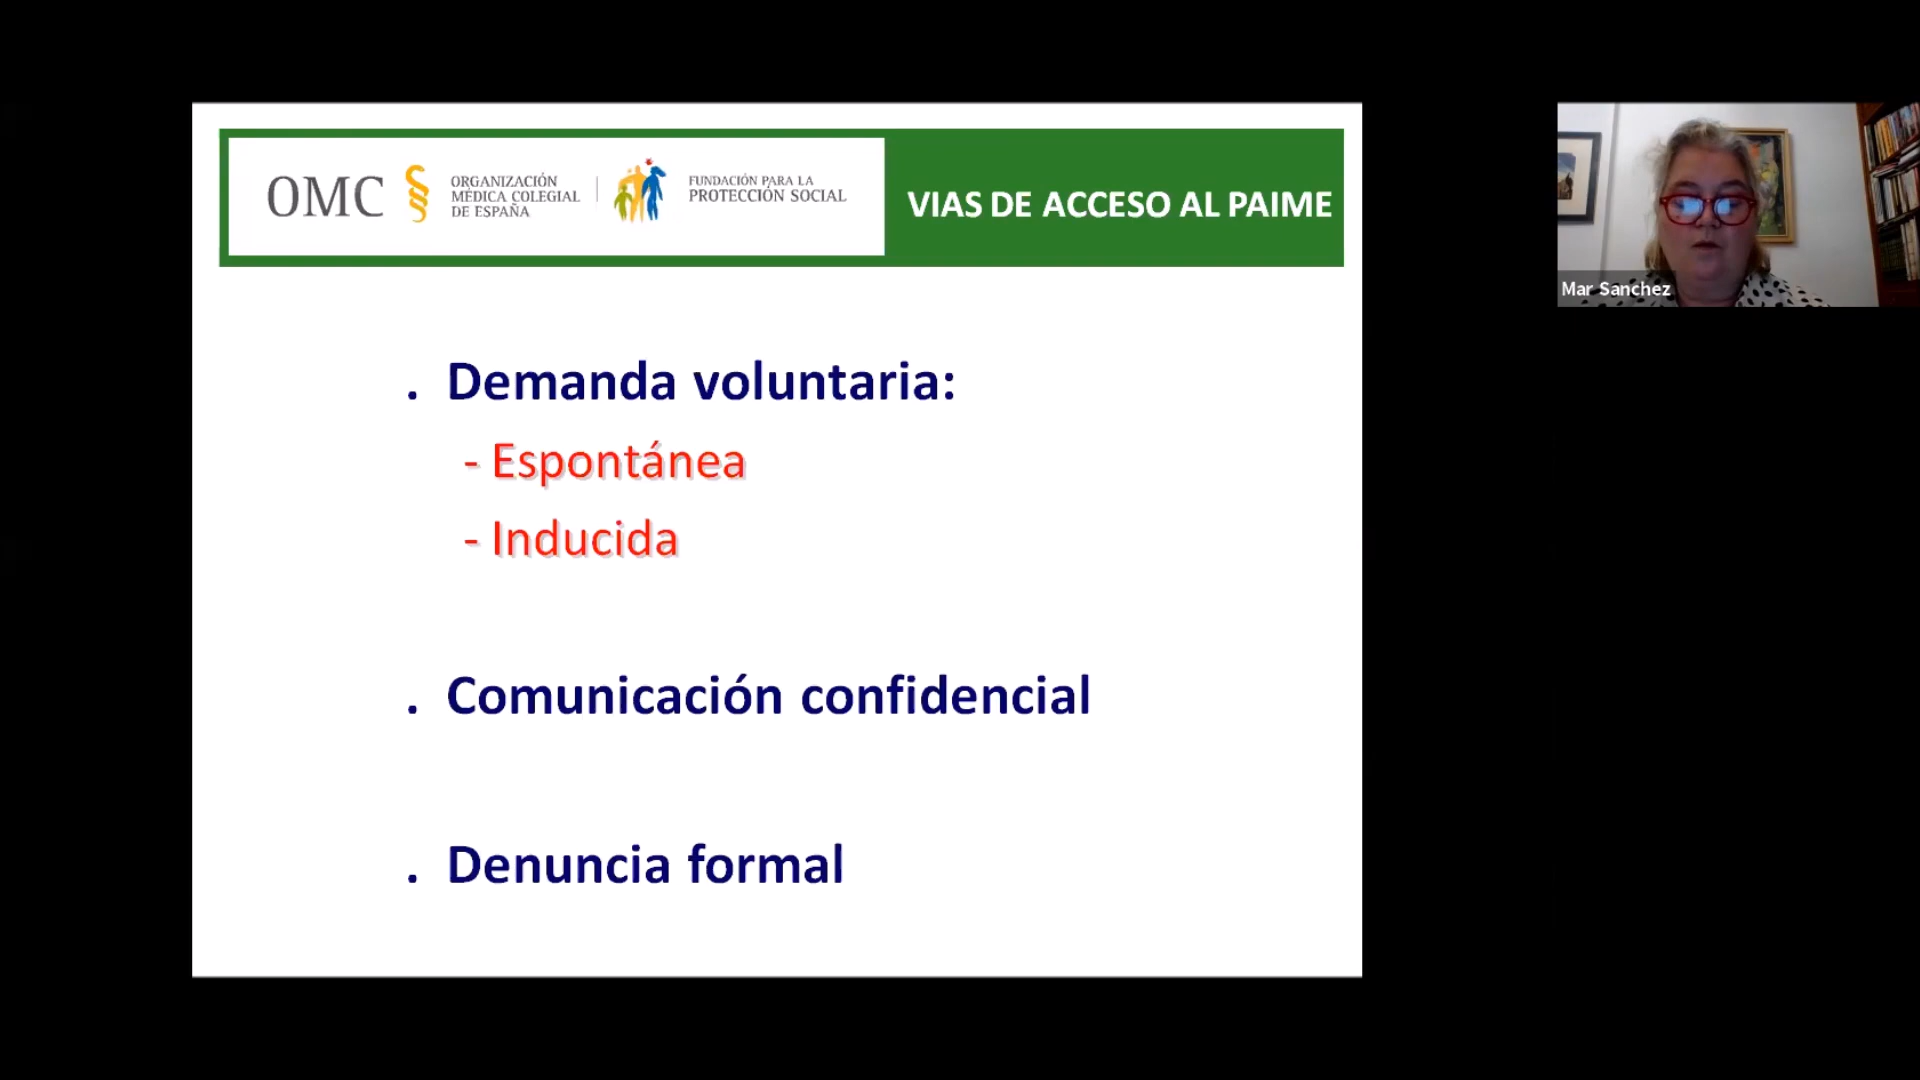 OMC
ORGANIZACIÓN
MÉDICA COLEGIAL
DE ESPAÑA
FUNDACIÓN PARA LA
PROTECCIÓN SOCIAL
VIAS DE ACCESO AL PAIME
. Demanda voluntaria:
- Espontánea
- Inducida
. Comunicación confidencial
. Denuncia formal
Mar Sanchez